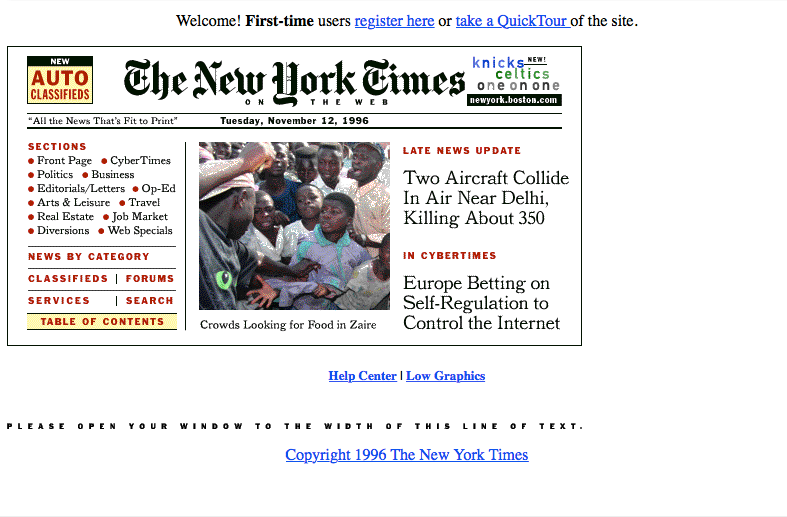 Welcome! First-time users register here or take a QuickTour of the site.
NEW
AUTO
CLASSIFIEDS
The New York Times
ON THE WEB
knicks NEW!
celtics
one on one
newyork.boston.com
"All the News That's Fit to Print"
Tuesday, November 12, 1996
SECTIONS
Front Page CyberTimes
Politics Business
Editorials/Letters Op-Ed
Arts & Leisure Travel
Real Estate Job Market
Diversions Web Specials
NEWS BY CATEGORY
CLASSIFIEDS | FORUMS
SERVICES | SEARCH
TABLE OF CONTENTS
Crowds Looking for Food in Zaire
LATE NEWS UPDATE
Two Aircraft Collide
In Air Near Delhi,
Killing About 350
IN CYBERTIMES
Europe Betting on
Self-Regulation to
Control the Internet
Help Center | Low Graphics
PLEASE OPEN YOUR WINDOW TO THE WIDTH OF THIS LINE OF TEXT.
Copyright 1996 The New York Times